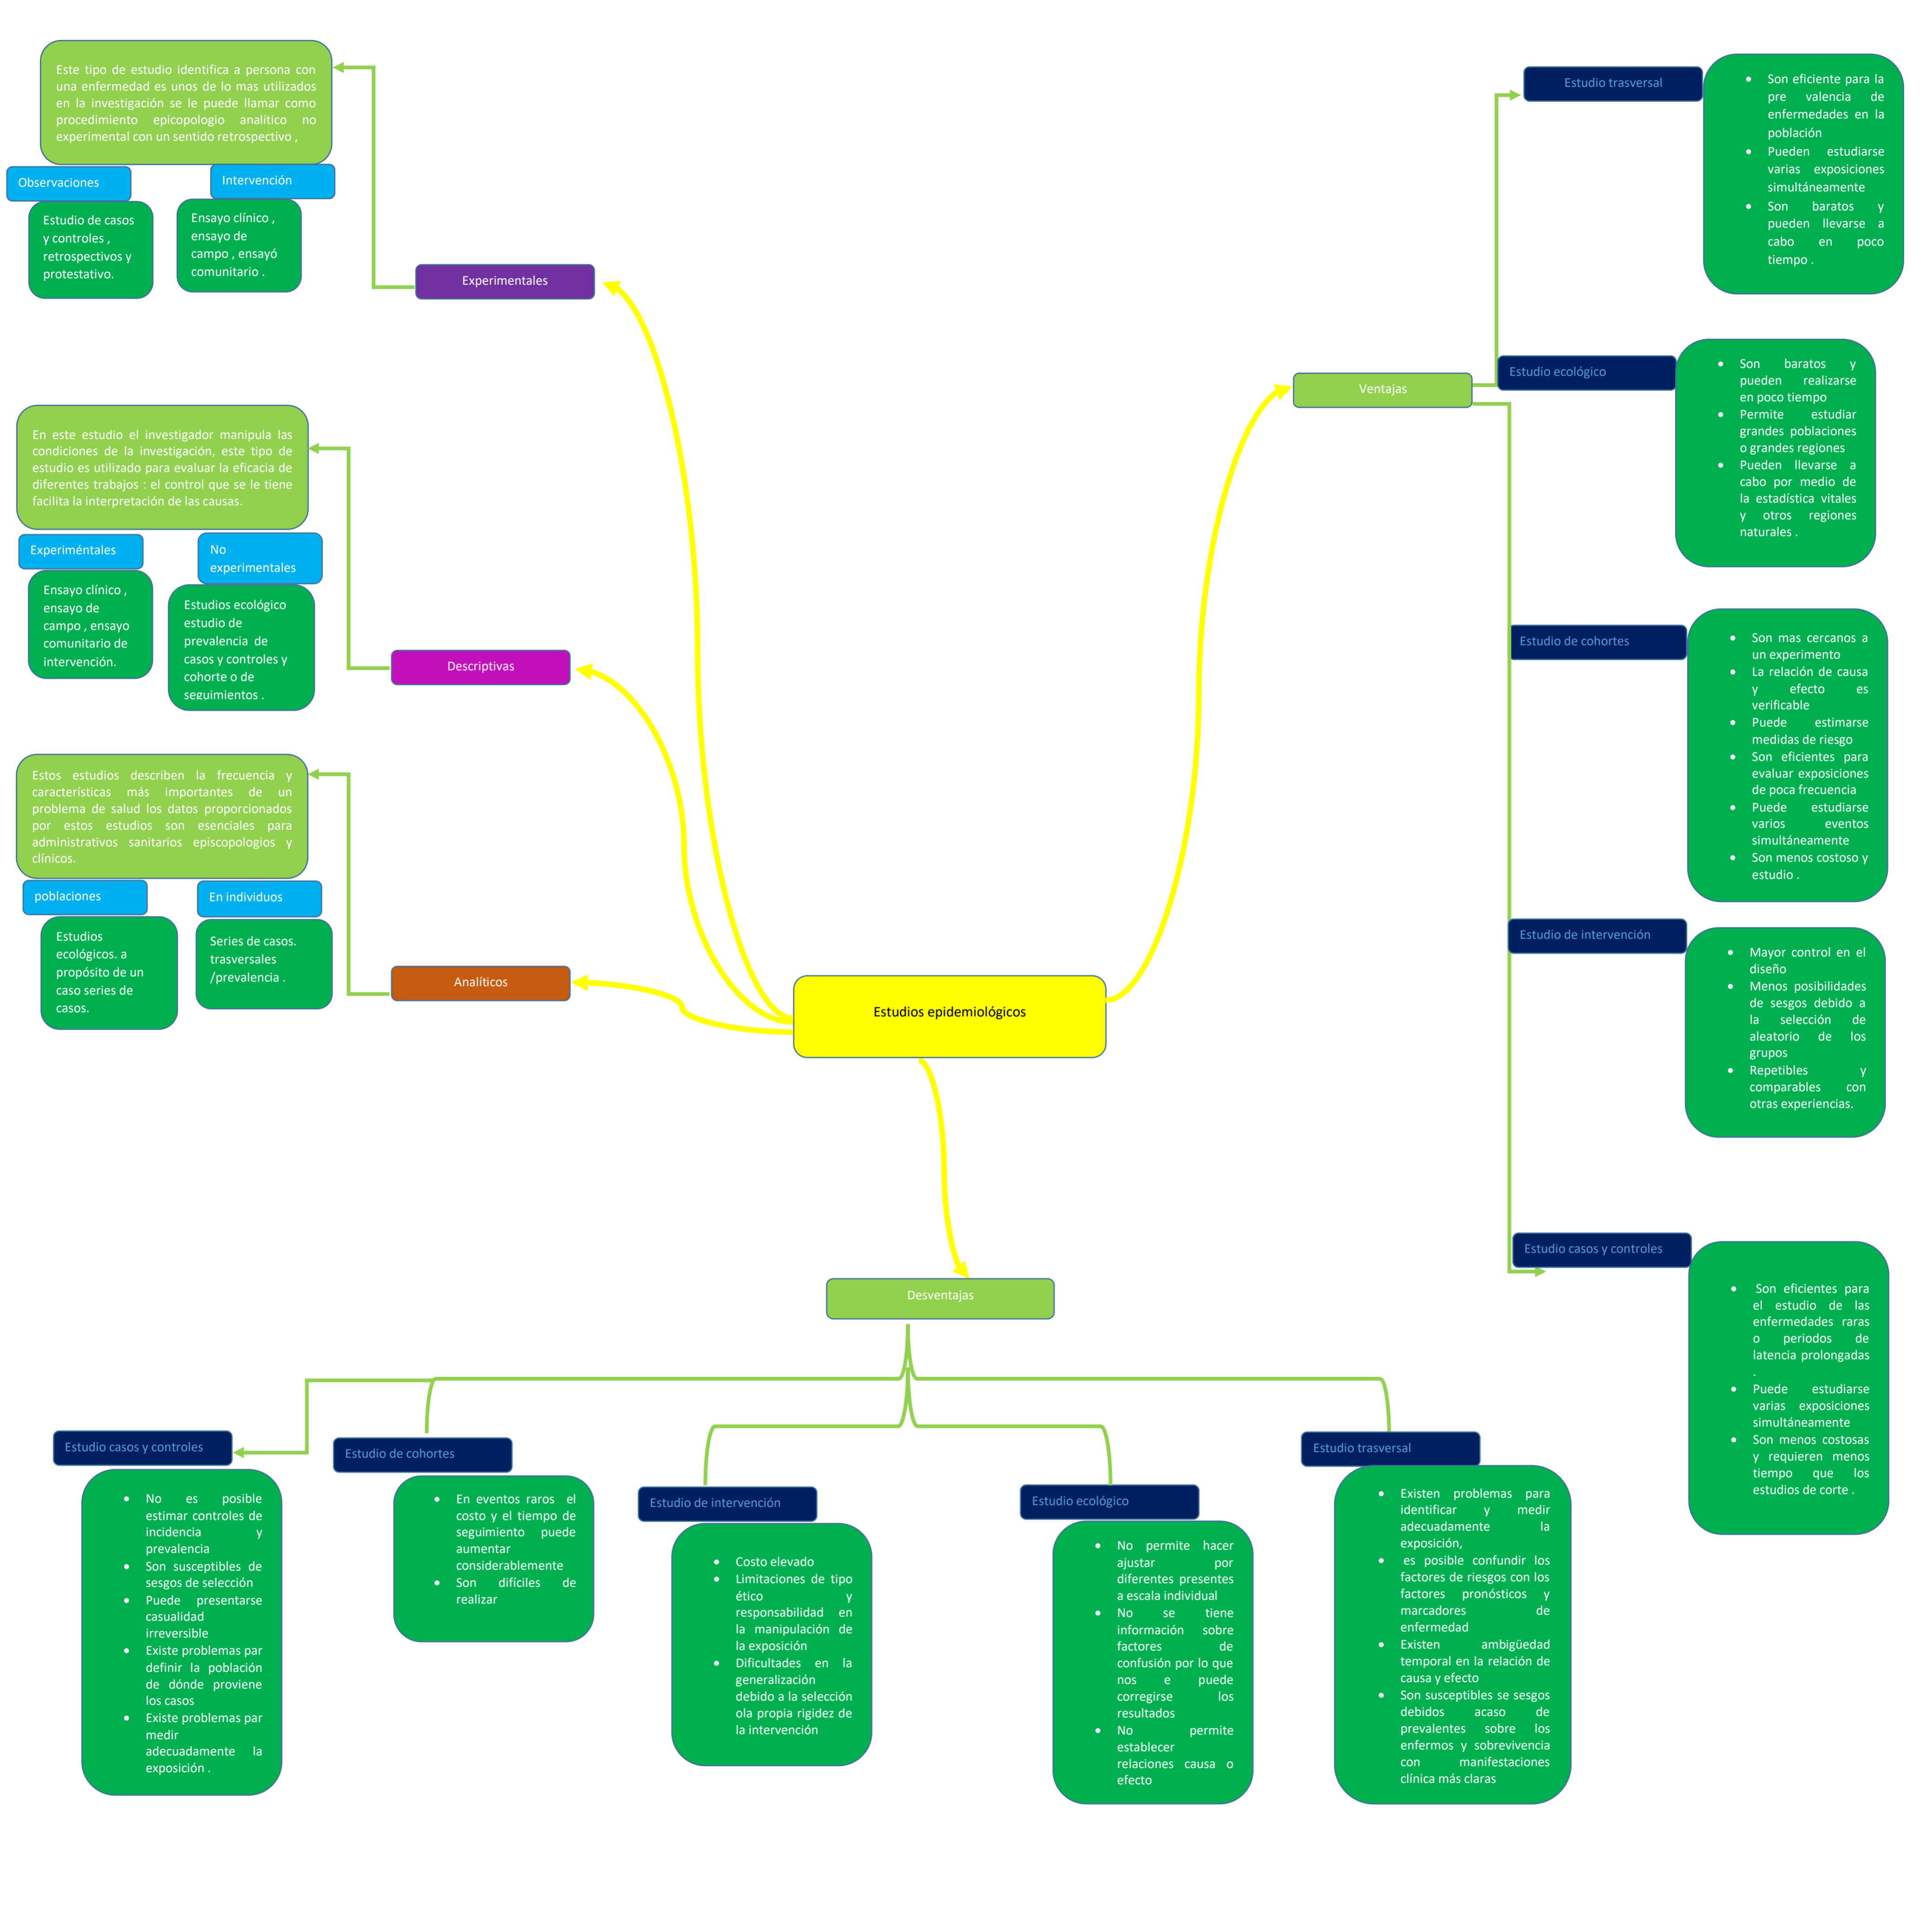 Este tipo de estudio identifica a persona con
una enfermedad es unos de lo mas utilizados
en la investigación se le puede llamar como
procedimiento epicopologio analítico no
experimental con un sentido retrospectivo ,
Observaciones
Intervención
Estudio de casos
y controles ,
retrospectivos y
protestativo.
Ensayo clínico ,
ensayo de
campo , ensayó
comunitario .
Experimentales
En este estudio el investigador manipula las
condiciones de la investigación, este tipo de
estudio es utilizado para evaluar la eficacia de
diferentes trabajos : el control que se le tiene
facilita la interpretación de las causas.
Experiméntales
No
experimentales
Ensayo clínico ,
ensayo de
campo , ensayo
comunitario de
intervención.
Estudios ecológico
estudio de
prevalencia de
casos y controles y
cohorte o de
seguimientos .
Descriptivas
Estos estudios describen la frecuencia y
características más importantes de un
problema de salud los datos proporcionados
por estos estudios son esenciales para
administrativos sanitarios episcopologios y
clínicos.
poblaciones
En individuos
Estudios
ecológicos. a
propósito de un
caso series de
casos.
Series de casos.
trasversales
/prevalencia .
Analíticos
Estudios epidemiológicos
Ventajas
Estudio trasversal
• Son eficiente para la
pre valencia de
enfermedades en la
población
• Pueden estudiarse
varias exposiciones
simultáneamente
• Son baratos y
pueden llevarse a
cabo en poco
tiempo .
Estudio ecológico
• Son baratos y
pueden realizarse
en poco tiempo
• Permite estudiar
grandes poblaciones
o grandes regiones
• Pueden llevarse a
cabo por medio de
la estadística vitales
y otros regiones
naturales .
Estudio de cohortes
• Son mas cercanos a
un experimento
• La relación de causa
y efecto es
verificable
• Puede estimarse
medidas de riesgo
• Son eficientes para
evaluar exposiciones
de poca frecuencia
• Puede estudiarse
varios eventos
simultáneamente
• Son menos costoso y
estudio .
Estudio de intervención
• Mayor control en el
diseño
• Menos posibilidades
de sesgos debido a
la selección de
aleatorio de los
grupos
• Repetibles y
comparables con
otras experiencias.
Estudio casos y controles
• Son eficientes para
el estudio de las
enfermedades raras
o periodos de
latencia prolongadas
.
• Puede estudiarse
varias exposiciones
simultáneamente
• Son menos costosas
y requieren menos
tiempo que los
estudios de corte .
Desventajas
Estudio casos y controles
• No es posible
estimar controles de
incidencia y
prevalencia
• Son susceptibles de
sesgos de selección
• Puede presentarse
casualidad
irreversible
• Existe problemas par
definir la población
de dónde proviene
los casos
• Existe problemas par
medir
adecuadamente la
exposición .
Estudio de cohortes
• En eventos raros el
costo y el tiempo de
seguimiento puede
aumentar
considerablemente
• Son difíciles de
realizar
Estudio de intervención
• Costo elevado
• Limitaciones de tipo
ético y
responsabilidad en
la manipulación de
la exposición
• Dificultades en la
generalización
debido a la selección
ola propia rigidez de
la intervención
Estudio ecológico
• No permite hacer
ajustar por
diferentes presentes
a escala individual
• No se tiene
información sobre
factores de
confusión por lo que
nos e puede
corregirse los
resultados
• No permite
establecer
relaciones causa o
efecto
Estudio trasversal
• Existen problemas para
identificar y medir
adecuadamente la
exposición,
• es posible confundir los
factores de riesgos con los
factores pronósticos y
marcadores de
enfermedad
• Existen ambigüedad
temporal en la relación de
causa y efecto
• Son susceptibles se sesgos
debidos acaso de
prevalentes sobre los
enfermos y sobrevivencia
con manifestaciones
clínica más claras